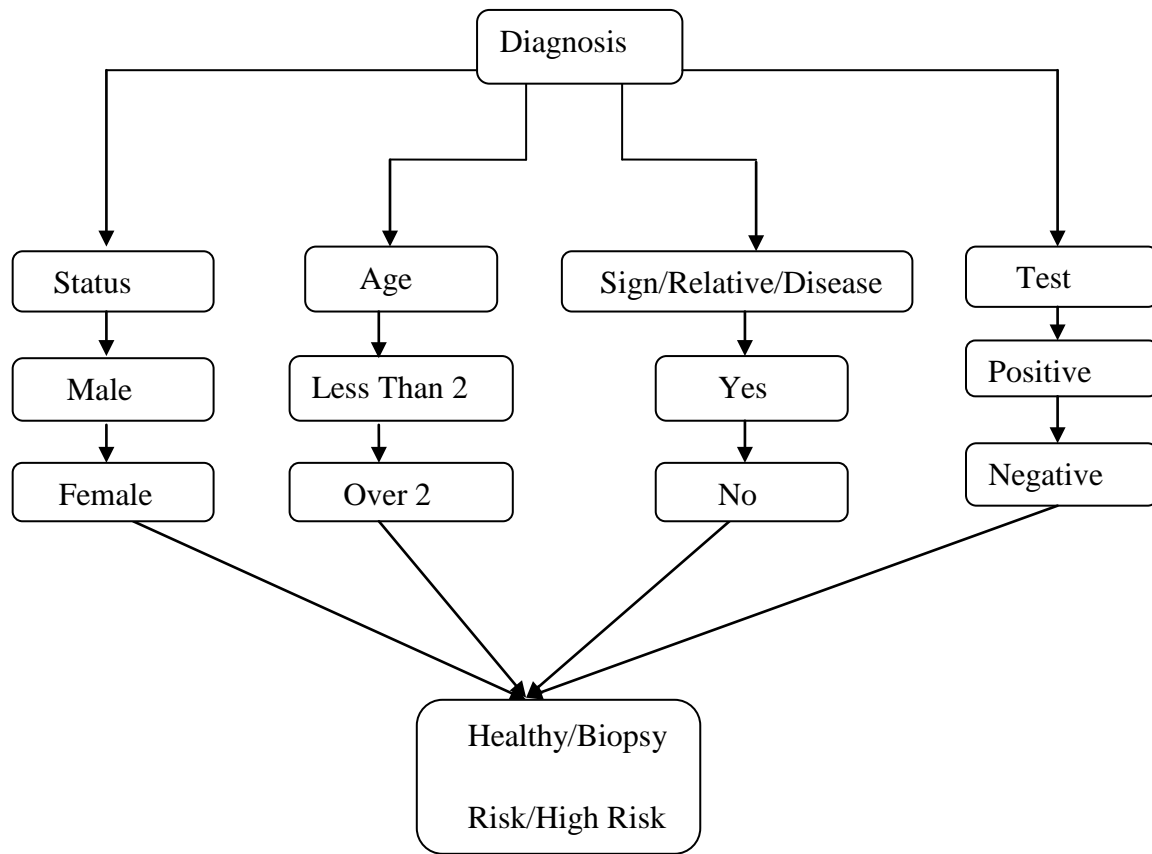 Diagnosis
Status
Age
Sign/Relative/Disease
Test
Male
Less Than 2
Yes
Positive
Female
Over 2
No
Negative
Healthy/Biopsy
Risk/High Risk